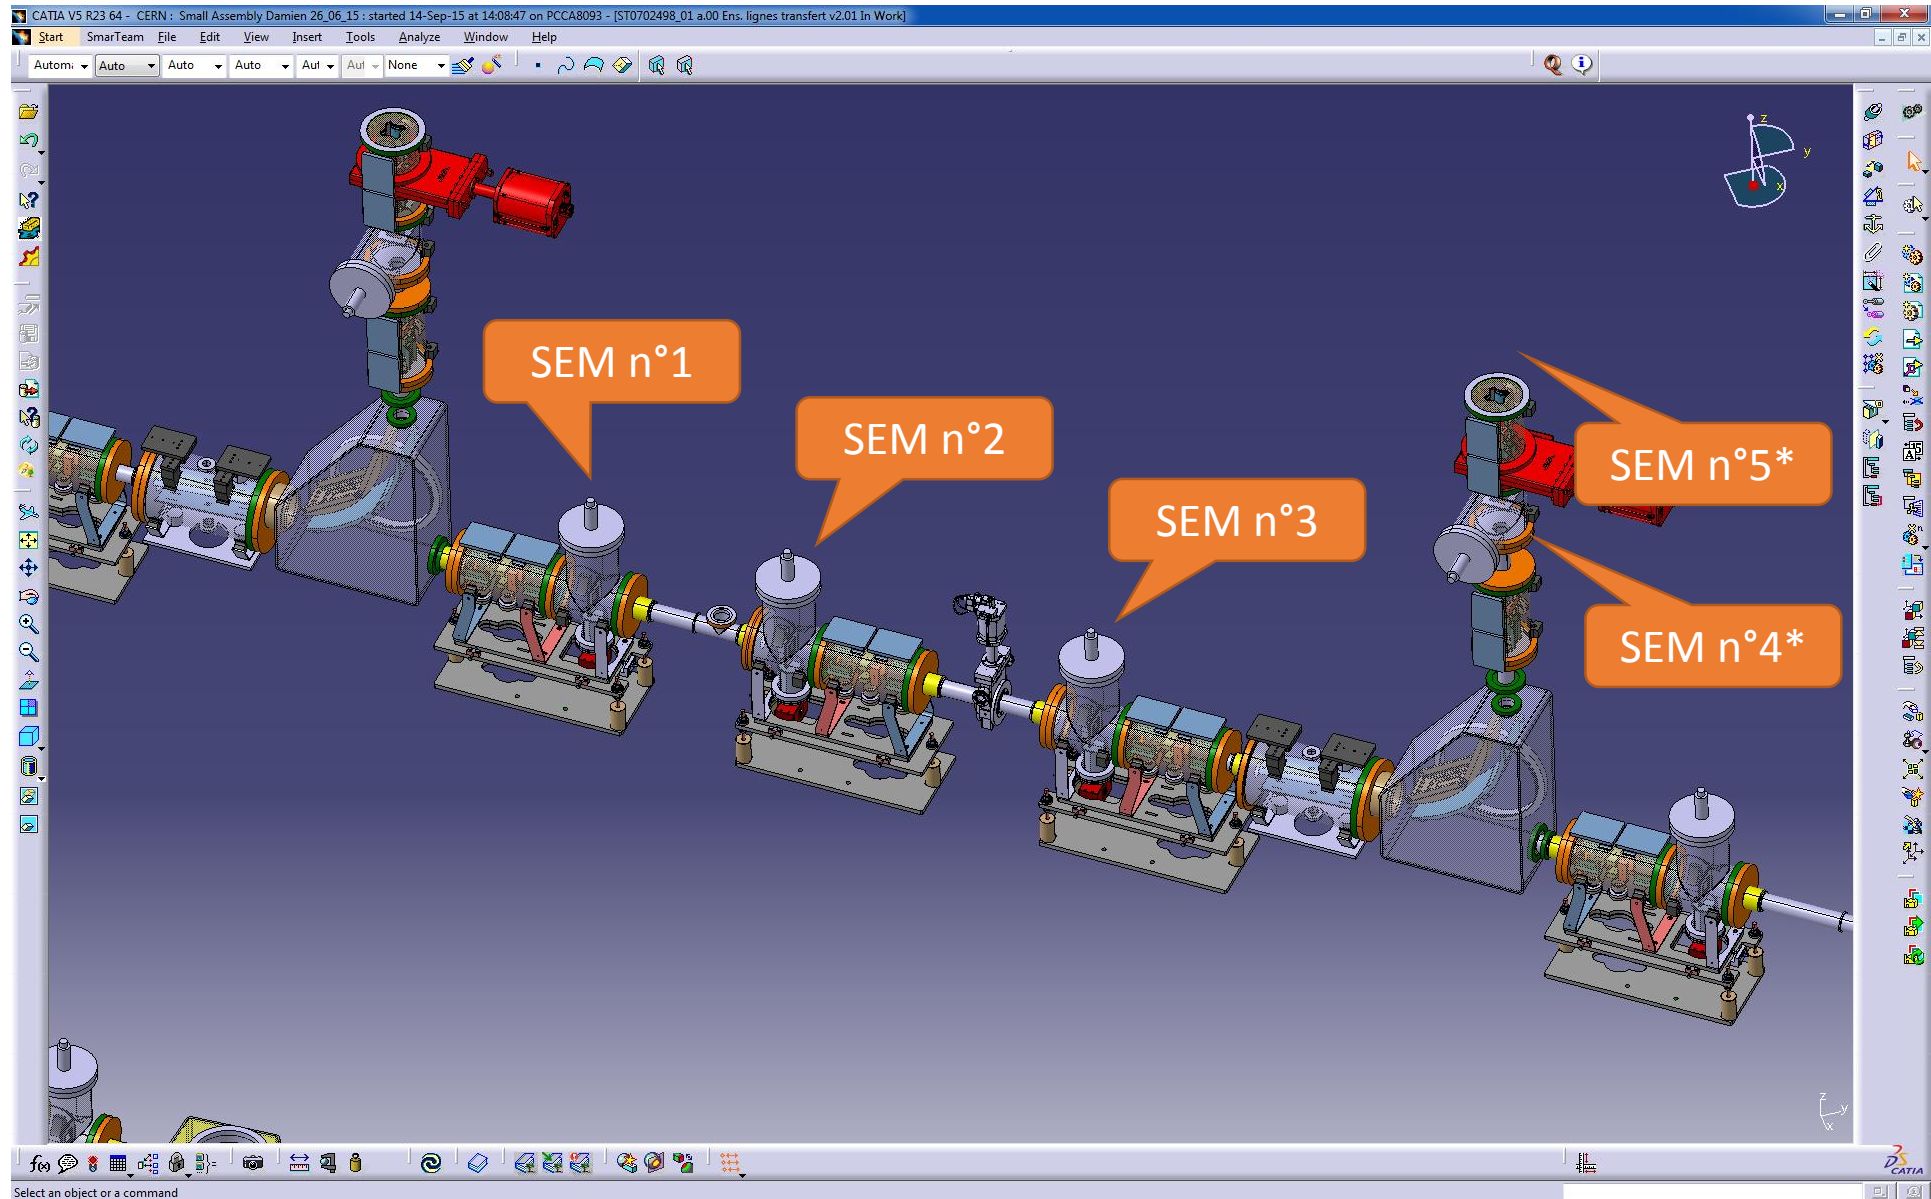 CATIA V5 R23 64 - CERN : Small Assembly Damien 26_06_15 : started 14-Sep-15 at 14:08:47 on PCCA8093 - [ST0702498_01 a.00 Ens. lignes transfert v2.01 In Work]
Start SmarTeam File Edit View Insert Tools Analyze Window Help
Auto Auto Auto None
z
y
x
SEM n°1
SEM n°2
SEM n°5*
SEM n°3
SEM n°4*
z
y
x
f(x)
CATIA
Select an object or a command